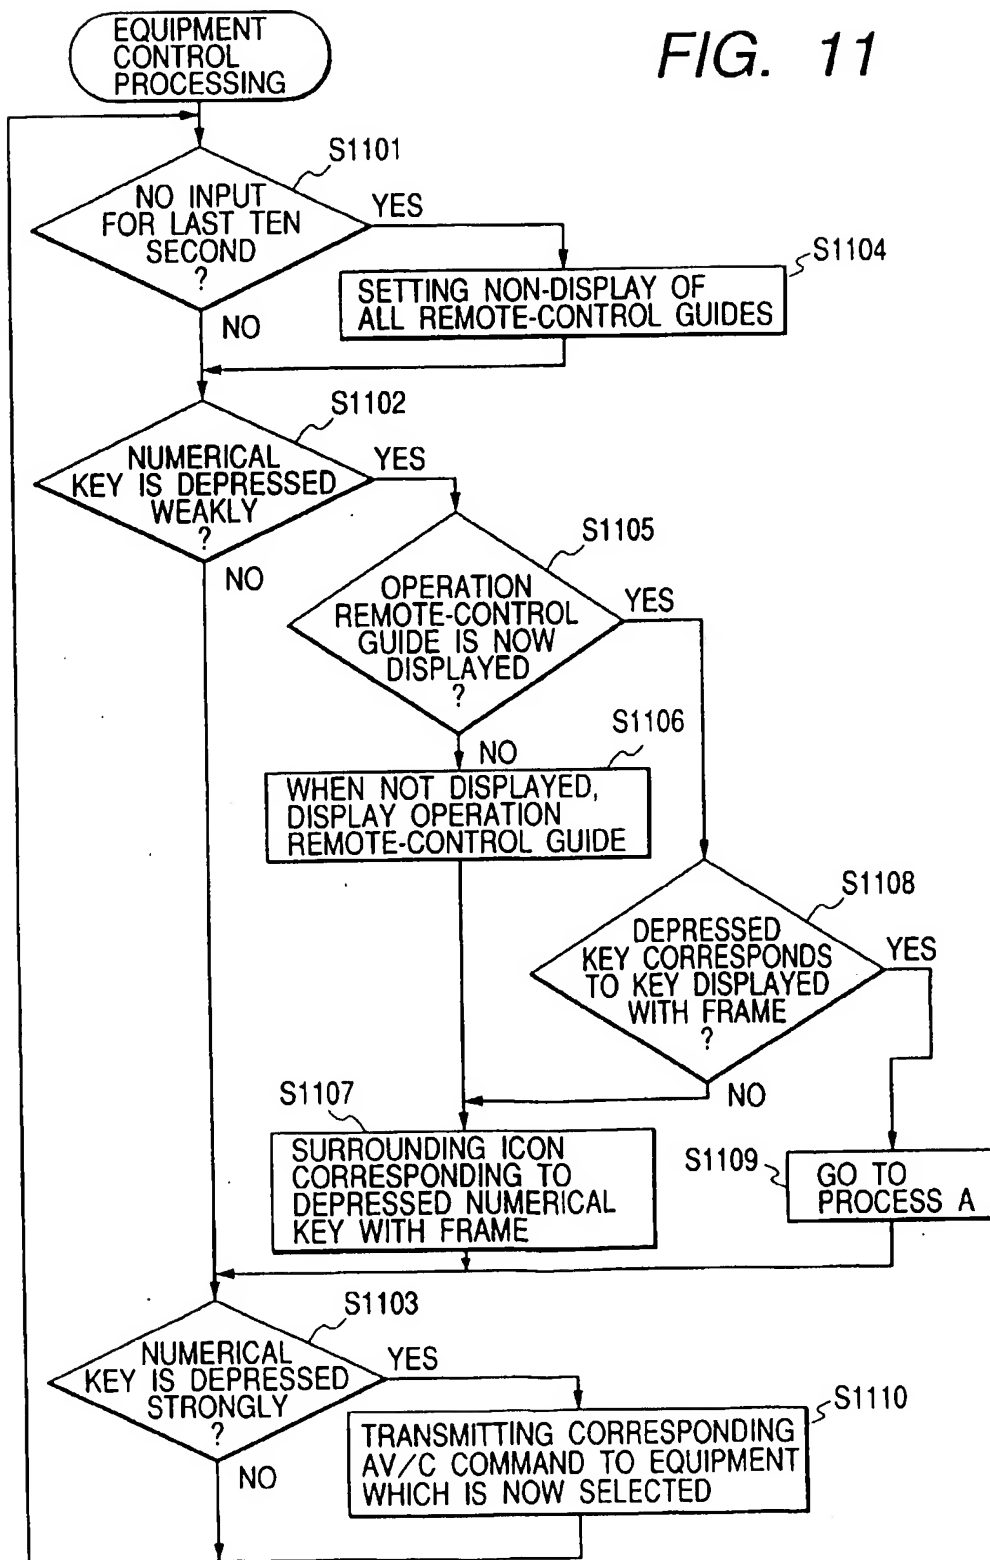 EQUIPMENT
CONTROL
PROCESSING
FIG. 11
S1101
NO INPUT
FOR LAST TEN
SECOND
?
YES
NO
S1104
SETTING NON-DISPLAY OF
ALL REMOTE-CONTROL GUIDES
S1102
NUMERICAL
KEY IS DEPRESSED
WEAKLY
?
YES
NO
S1105
OPERATION
REMOTE-CONTROL
GUIDE IS NOW
DISPLAYED
?
YES
NO
S1106
WHEN NOT DISPLAYED,
DISPLAY OPERATION
REMOTE-CONTROL GUIDE
S1108
DEPRESSED
KEY CORRESPONDS
TO KEY DISPLAYED
WITH FRAME
?
YES
NO
S1107
SURROUNDING ICON
CORRESPONDING TO
DEPRESSED NUMERICAL
KEY WITH FRAME
S1109
GO TO
PROCESS A
S1103
NUMERICAL
KEY IS DEPRESSED
STRONGLY
?
YES
NO
S1110
TRANSMITTING CORRESPONDING
AV/C COMMAND TO EQUIPMENT
WHICH IS NOW SELECTED